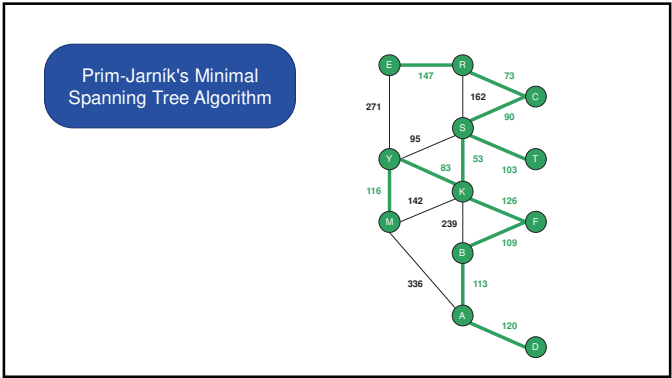 Prim-Jarník's Minimal
Spanning Tree Algorithm
E
R
147
73
C
271
162
90
S
95
53
T
103
Y
83
116
K
142
126
M
239
F
109
B
336
113
A
120
D